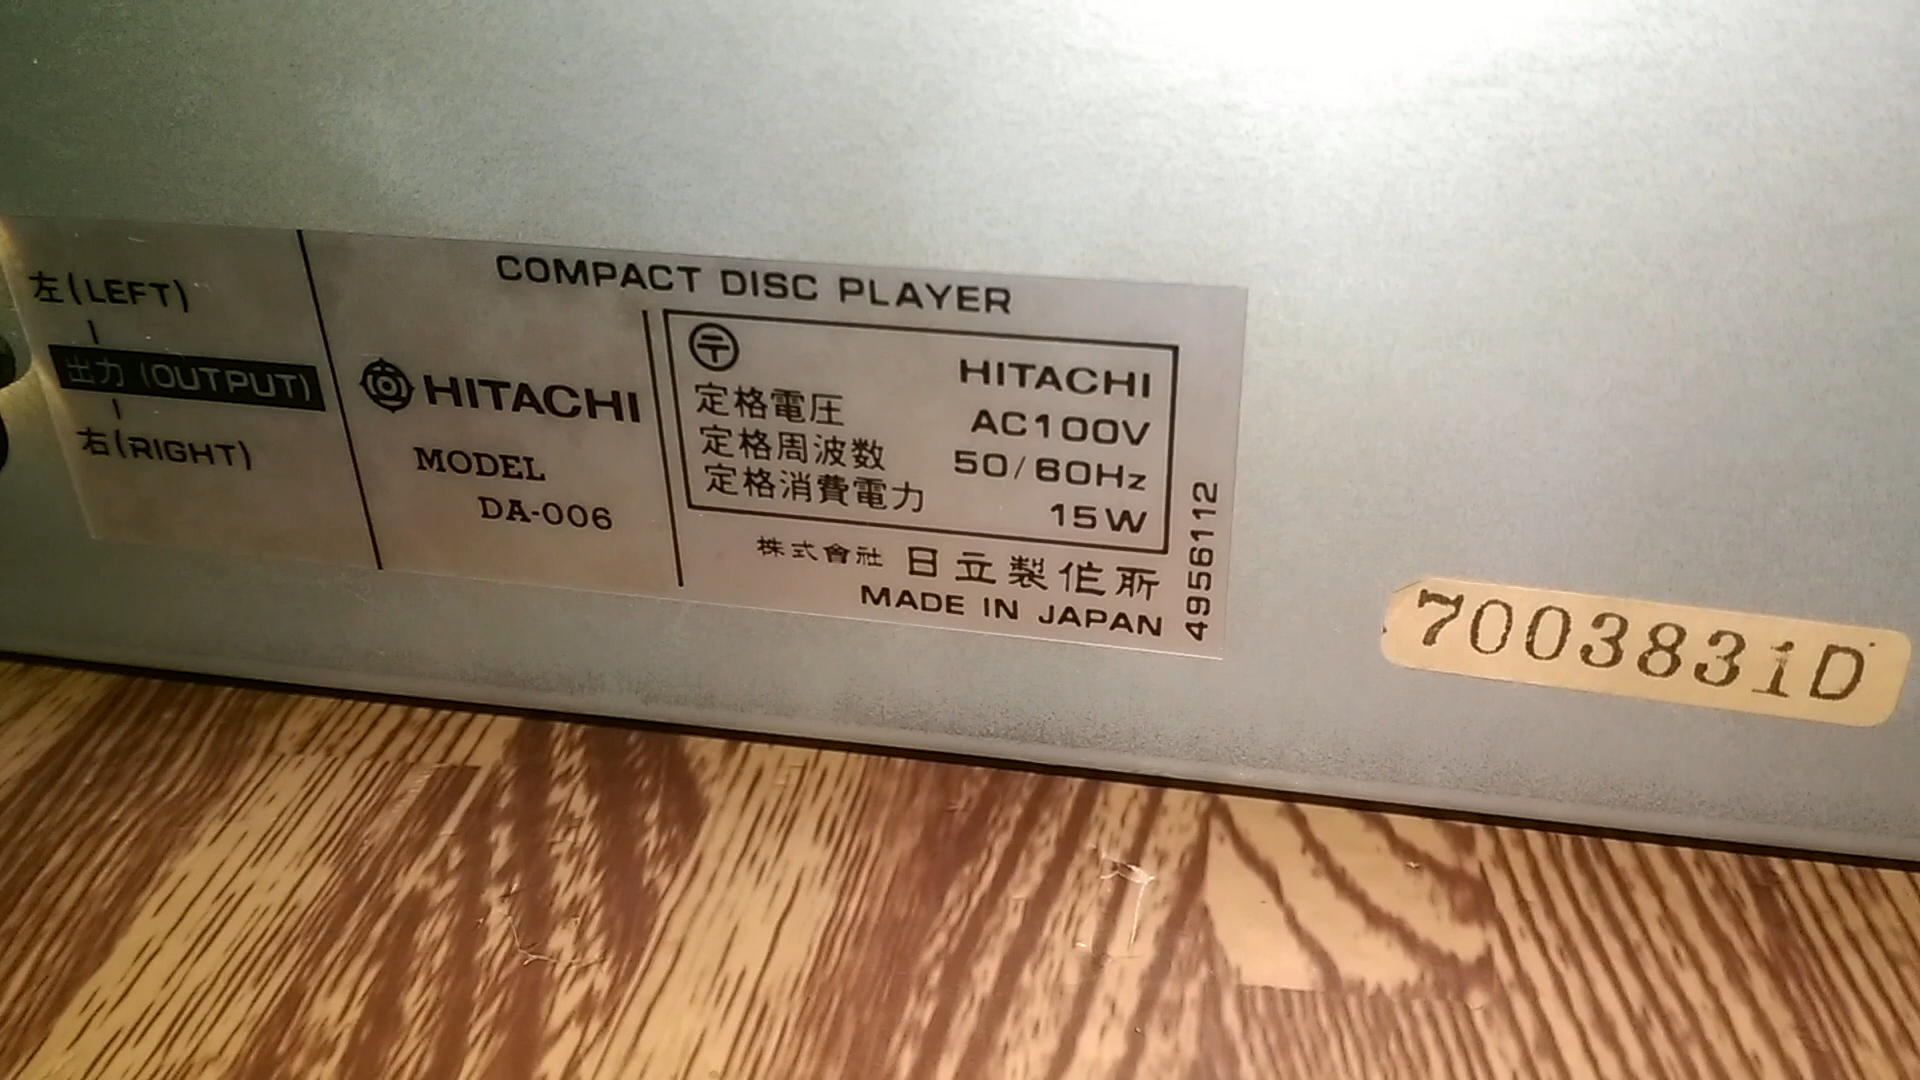 左(LEFT)
出力(OUTPUT)
右(RIGHT)
COMPACT DISC PLAYER
HITACHI
MODEL
DA-006
〒 HITACHI
定格電圧 AC100V
定格周波数 50/60Hz
定格消費電力 15W
株式會社 日立製作所
MADE IN JAPAN
4956112
7003831D